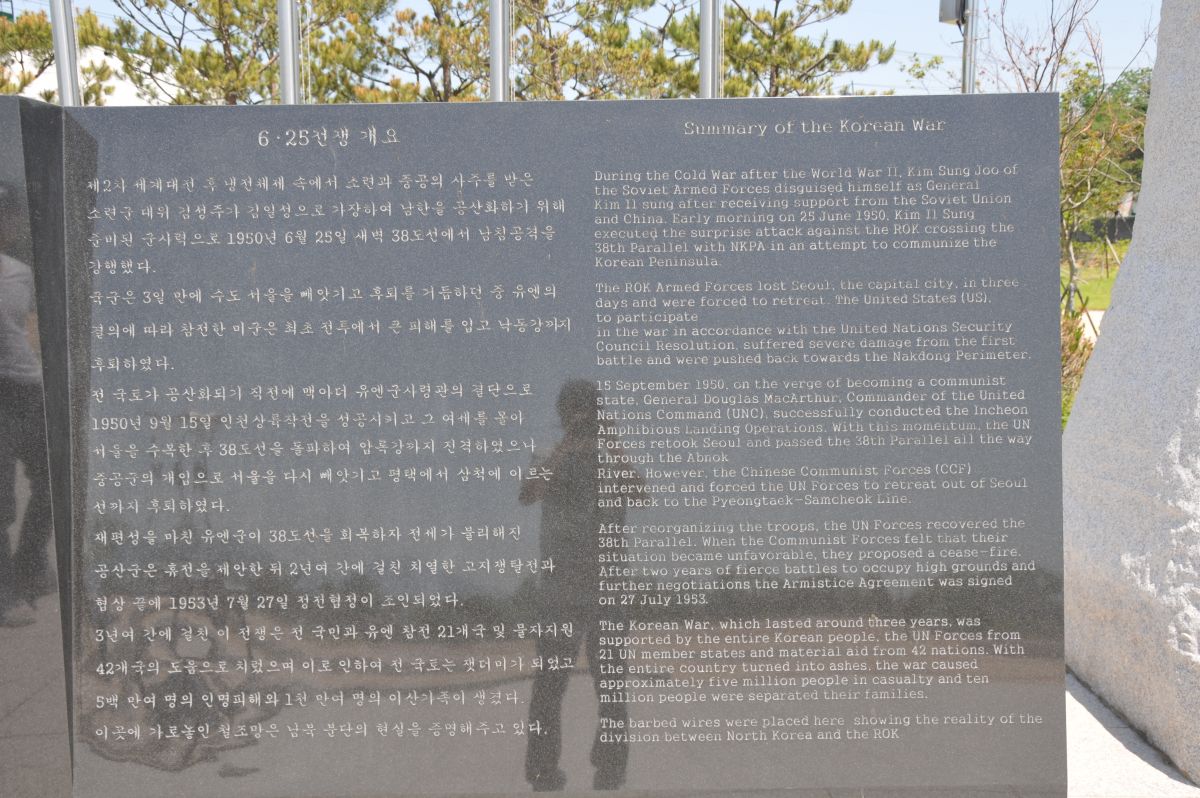 6·25전쟁 개요
제2차 세계대전 후 냉전체제 속에서 소련과 중공의 사주를 받은
소련군 대위 김성주가 김일성으로 가장하여 남한을 공산화하기 위해
준비된 군사력으로 1950년 6월 25일 새벽 38도선에서 남침공격을
강행했다.
국군은 3일 만에 수도 서울을 빼앗기고 후퇴를 거듭하던 중 유엔의
결의에 따라 참전한 미군은 최초 전투에서 큰 피해를 입고 낙동강까지
후퇴하였다.
전 국토가 공산화되기 직전에 맥아더 유엔군사령관의 결단으로
1950년 9월 15일 인천상륙작전을 성공시키고 그 여세를 몰아
서울을 수복한 후 38도선을 돌파하여 압록강까지 진격하였으나
중공군의 개입으로 서울을 다시 빼앗기고 평택에서 삼척에 이르는
선까지 후퇴하였다.
재편성을 마친 유엔군이 38도선을 회복하자 전세가 불리해진
공산군은 휴전을 제안한 뒤 2년여 간에 걸친 치열한 고지쟁탈전과
협상 끝에 1953년 7월 27일 정전협정이 조인되었다.
3년여 간에 걸친 이 전쟁은 전 국민과 유엔 참전 21개국 및 물자지원
42개국의 도움으로 치렀으며 이로 인하여 전 국토는 잿더미가 되었고
5백 만여 명의 인명피해와 1천 만여 명의 이산가족이 생겼다.
이곳에 가로놓인 철조망은 남북 분단의 현실을 증명해주고 있다.
Summary of the Korean War
During the Cold War after the World War II, Kim Sung Joo of
the Soviet Armed Forces disguised himself as General
Kim Il sung after receiving support from the Soviet Union
and China. Early morning on 25 June 1950, Kim Il Sung
executed the surprise attack against the ROK crossing the
38th Parallel with NKPA in an attempt to communize the
Korean Peninsula.
The ROK Armed Forces lost Seoul, the capital city, in three
days and were forced to retreat. The United States (US),
to participate
in the war in accordance with the United Nations Security
Council Resolution, suffered severe damage from the first
battle and were pushed back towards the Nakdong Perimeter.
15 September 1950, on the verge of becoming a communist
state, General Douglas MacArthur, Commander of the United
Nations Command (UNC), successfully conducted the Incheon
Amphibious Landing Operations. With this momentum, the UN
Forces retook Seoul and passed the 38th Parallel all the way
through the Abnok
River. However, the Chinese Communist Forces (CCF)
intervened and forced the UN Forces to retreat out of Seoul
and back to the Pyeongtaek-Samcheok Line.
After reorganizing the troops, the UN Forces recovered the
38th Parallel. When the Communist Forces felt that their
situation became unfavorable, they proposed a cease-fire.
After two years of fierce battles to occupy high grounds and
further negotiations the Armistice Agreement was signed
on 27 July 1953.
The Korean War, which lasted around three years, was
supported by the entire Korean people, the UN Forces from
21 UN member states and material aid from 42 nations. With
the entire country turned into ashes, the war caused
approximately five million people in casualty and ten
million people were separated their families.
The barbed wires were placed here showing the reality of the
division between North Korea and the ROK